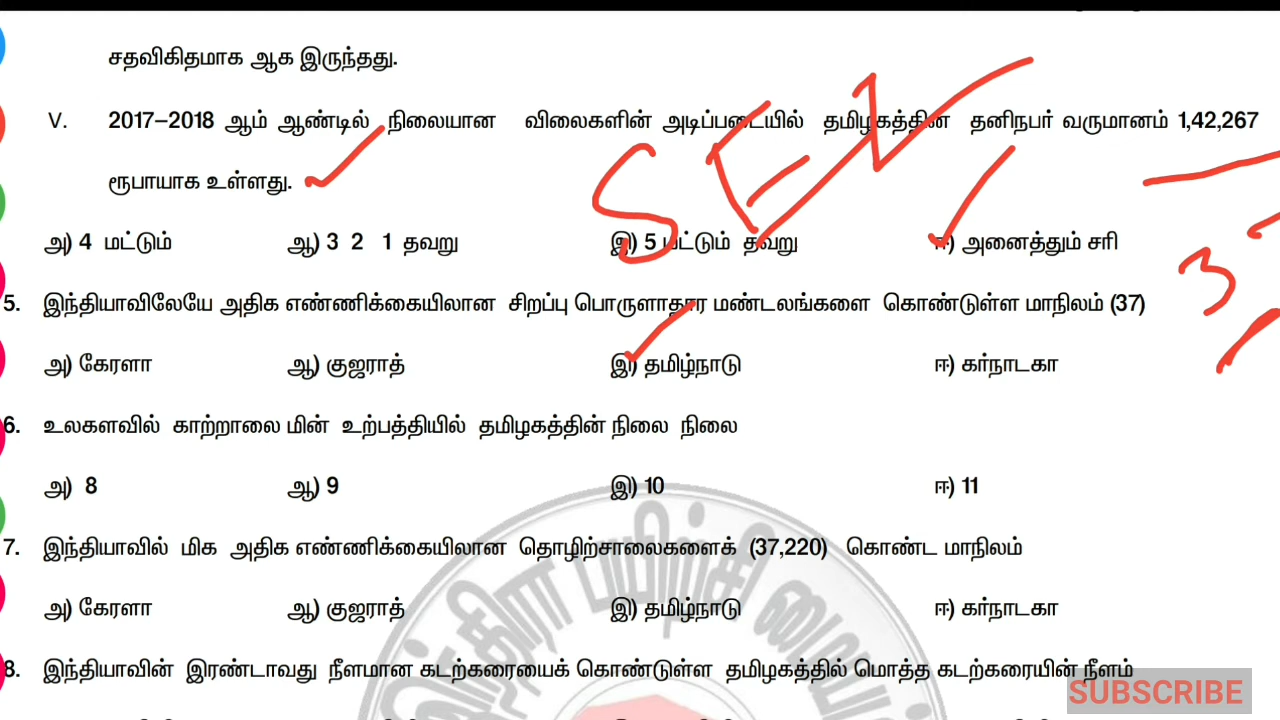 சதவிகிதமாக ஆக இருந்தது.
V. 2017–2018 ஆம் ஆண்டில் நிலையான விலைகளின் அடிப்படையில் தமிழகத்தின் தனிநபர் வருமானம் 1,42,267
ரூபாயாக உள்ளது.
அ) 4 மட்டும் ஆ) 3 2 1 தவறு இ) 5 மட்டும் தவறு ஈ) அனைத்தும் சரி
SEZ
3
5. இந்தியாவிலேயே அதிக எண்ணிக்கையிலான சிறப்பு பொருளாதார மண்டலங்களை கொண்டுள்ள மாநிலம் (37)
அ) கேரளா ஆ) குஜராத் இ) தமிழ்நாடு ஈ) கர்நாடகா
6. உலகளவில் காற்றாலை மின் உற்பத்தியில் தமிழகத்தின் நிலை நிலை
அ) 8 ஆ) 9 இ) 10 ஈ) 11
7. இந்தியாவில் மிக அதிக எண்ணிக்கையிலான தொழிற்சாலைகளைக் (37,220) கொண்ட மாநிலம்
அ) கேரளா ஆ) குஜராத் இ) தமிழ்நாடு ஈ) கர்நாடகா
8. இந்தியாவின் இரண்டாவது நீளமான கடற்கரையைக் கொண்டுள்ள தமிழகத்தில் மொத்த கடற்கரையின் நீளம்
பயிற்சி மையம்
SUBSCRIBE